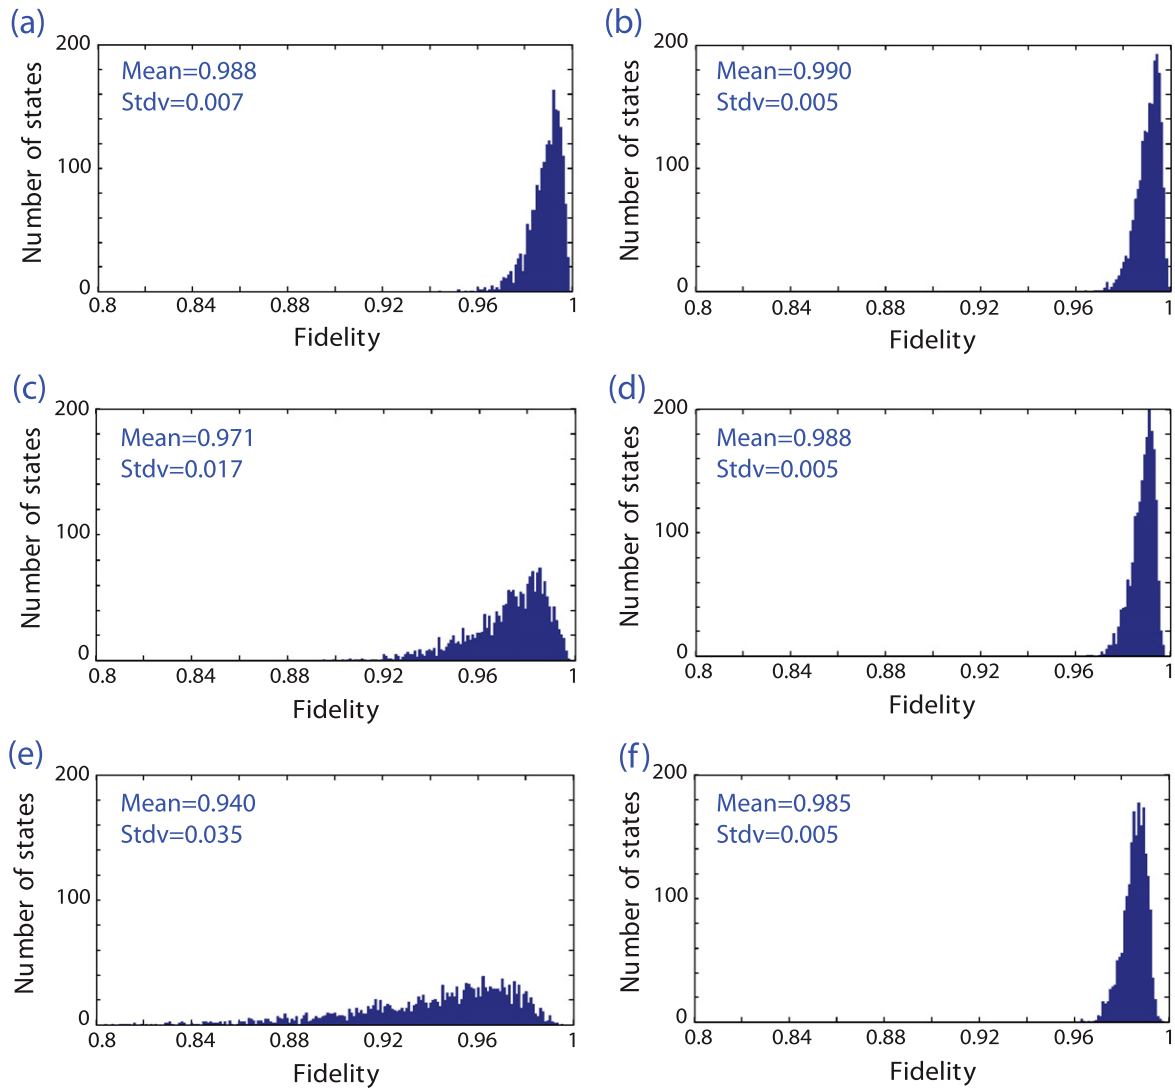 (a)
200
Mean=0.988
Stdv=0.007
100
0
Number of states
0.8 0.84 0.88 0.92 0.96 1
Fidelity
(b)
200
Mean=0.990
Stdv=0.005
100
0
Number of states
0.8 0.84 0.88 0.92 0.96 1
Fidelity
(c)
200
Mean=0.971
Stdv=0.017
100
0
Number of states
0.8 0.84 0.88 0.92 0.96 1
Fidelity
(d)
200
Mean=0.988
Stdv=0.005
100
0
Number of states
0.8 0.84 0.88 0.92 0.96 1
Fidelity
(e)
200
Mean=0.940
Stdv=0.035
100
0
Number of states
0.8 0.84 0.88 0.92 0.96 1
Fidelity
(f)
200
Mean=0.985
Stdv=0.005
100
0
Number of states
0.8 0.84 0.88 0.92 0.96 1
Fidelity